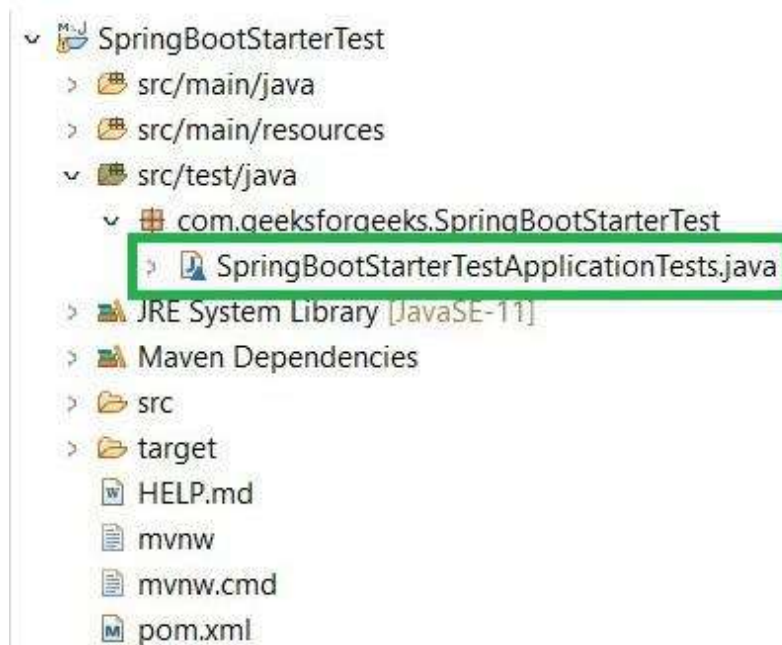 SpringBootStarterTest
src/main/java
src/main/resources
src/test/java
com.geeksforgeeks.SpringBootStarterTest
SpringBootStarterTestApplicationTests.java
JRE System Library [JavaSE-11]
Maven Dependencies
src
target
HELP.md
mvnw
mvnw.cmd
pom.xml